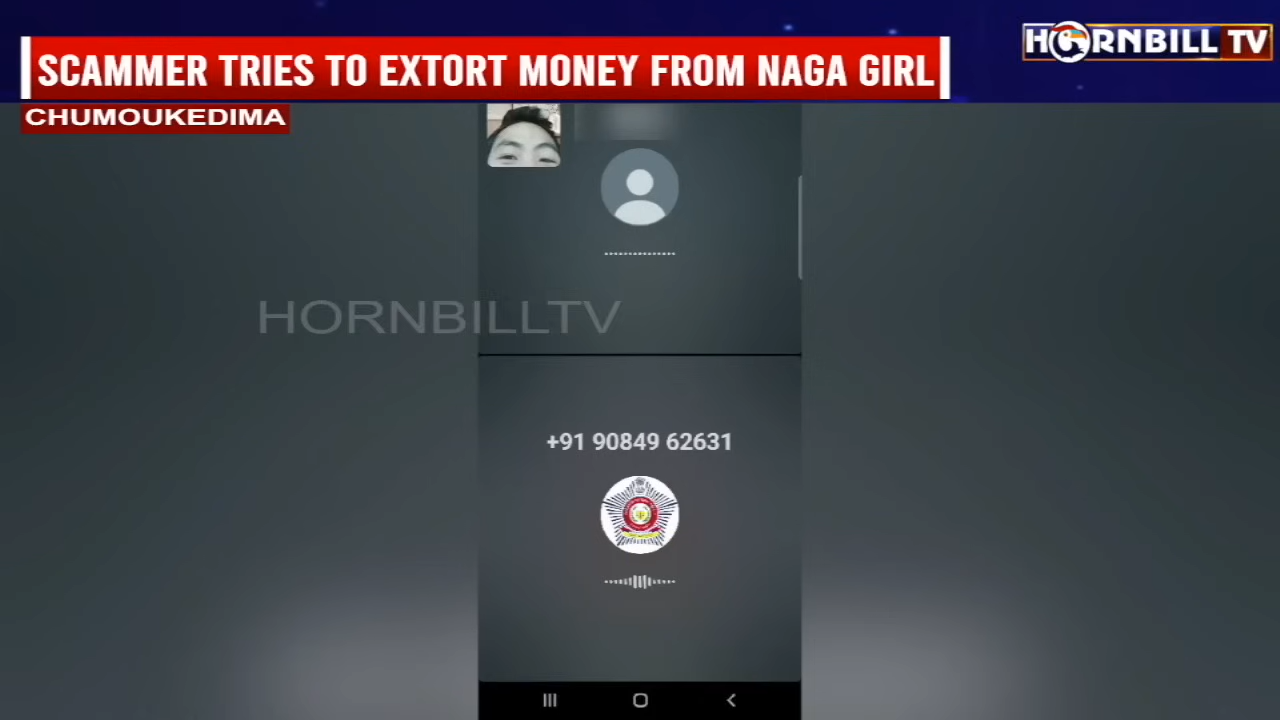 SCAMMER TRIES TO EXTORT MONEY FROM NAGA GIRL
HORNBILL TV
CHUMOUKEDIMA
HORNBILLTV
+91 90849 62631